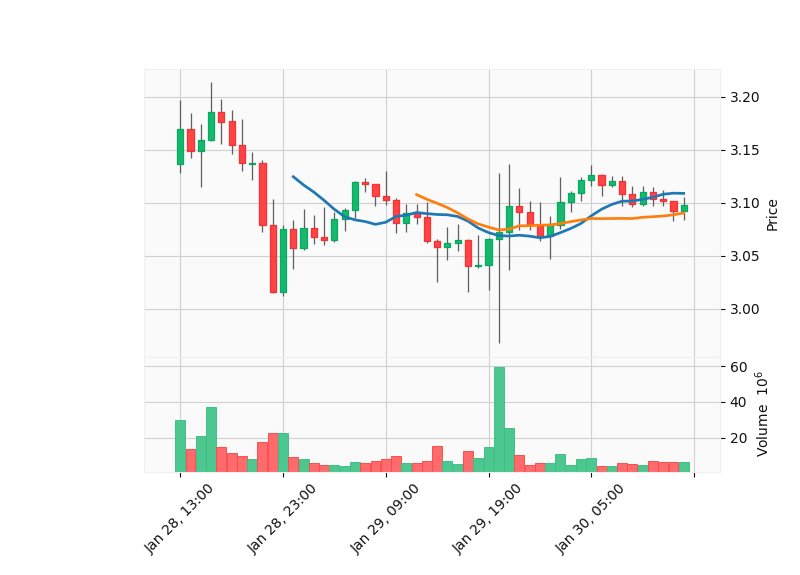 3.20
3.15
3.10
3.05
3.00
Price
60
40
20
Volume 10⁶
Jan 28, 13:00
Jan 28, 23:00
Jan 29, 09:00
Jan 29, 19:00
Jan 30, 05:00